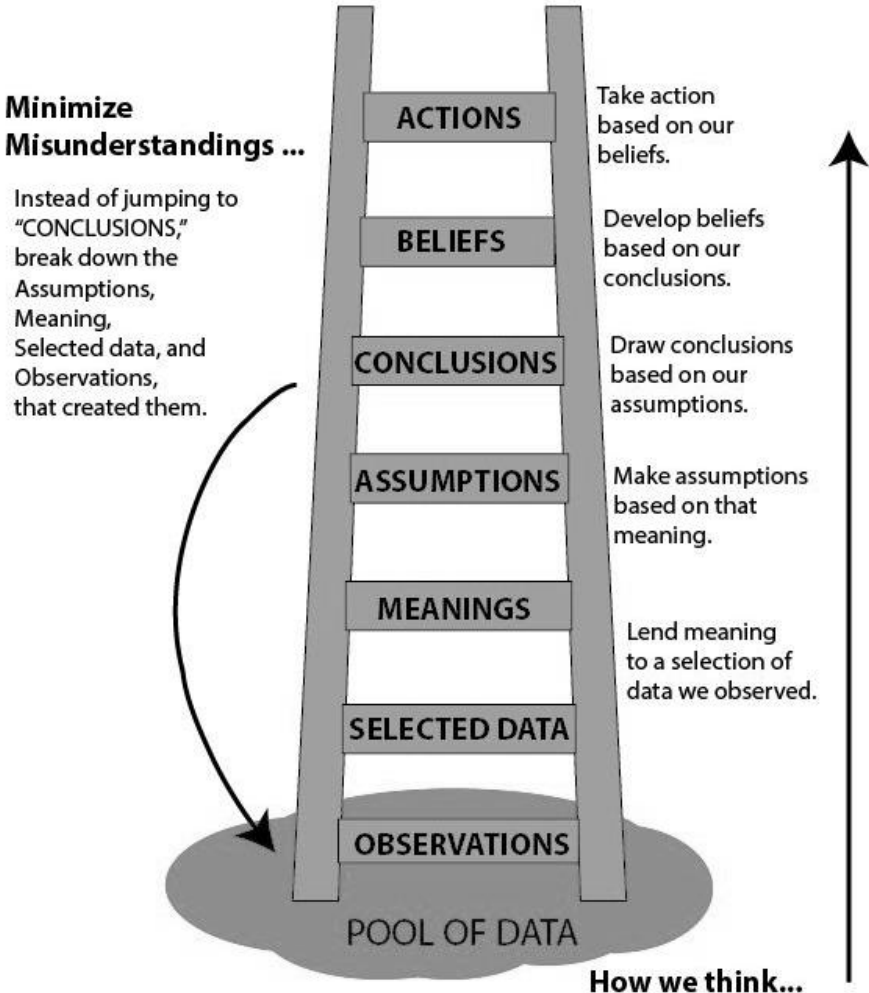 Minimize
Misunderstandings ...
Instead of jumping to
“CONCLUSIONS,”
break down the
Assumptions,
Meaning,
Selected data, and
Observations,
that created them.
ACTIONS
Take action
based on our
beliefs.
BELIEFS
Develop beliefs
based on our
conclusions.
CONCLUSIONS
Draw conclusions
based on our
assumptions.
ASSUMPTIONS
Make assumptions
based on that
meaning.
MEANINGS
Lend meaning
to a selection of
data we observed.
SELECTED DATA
OBSERVATIONS
POOL OF DATA
How we think...